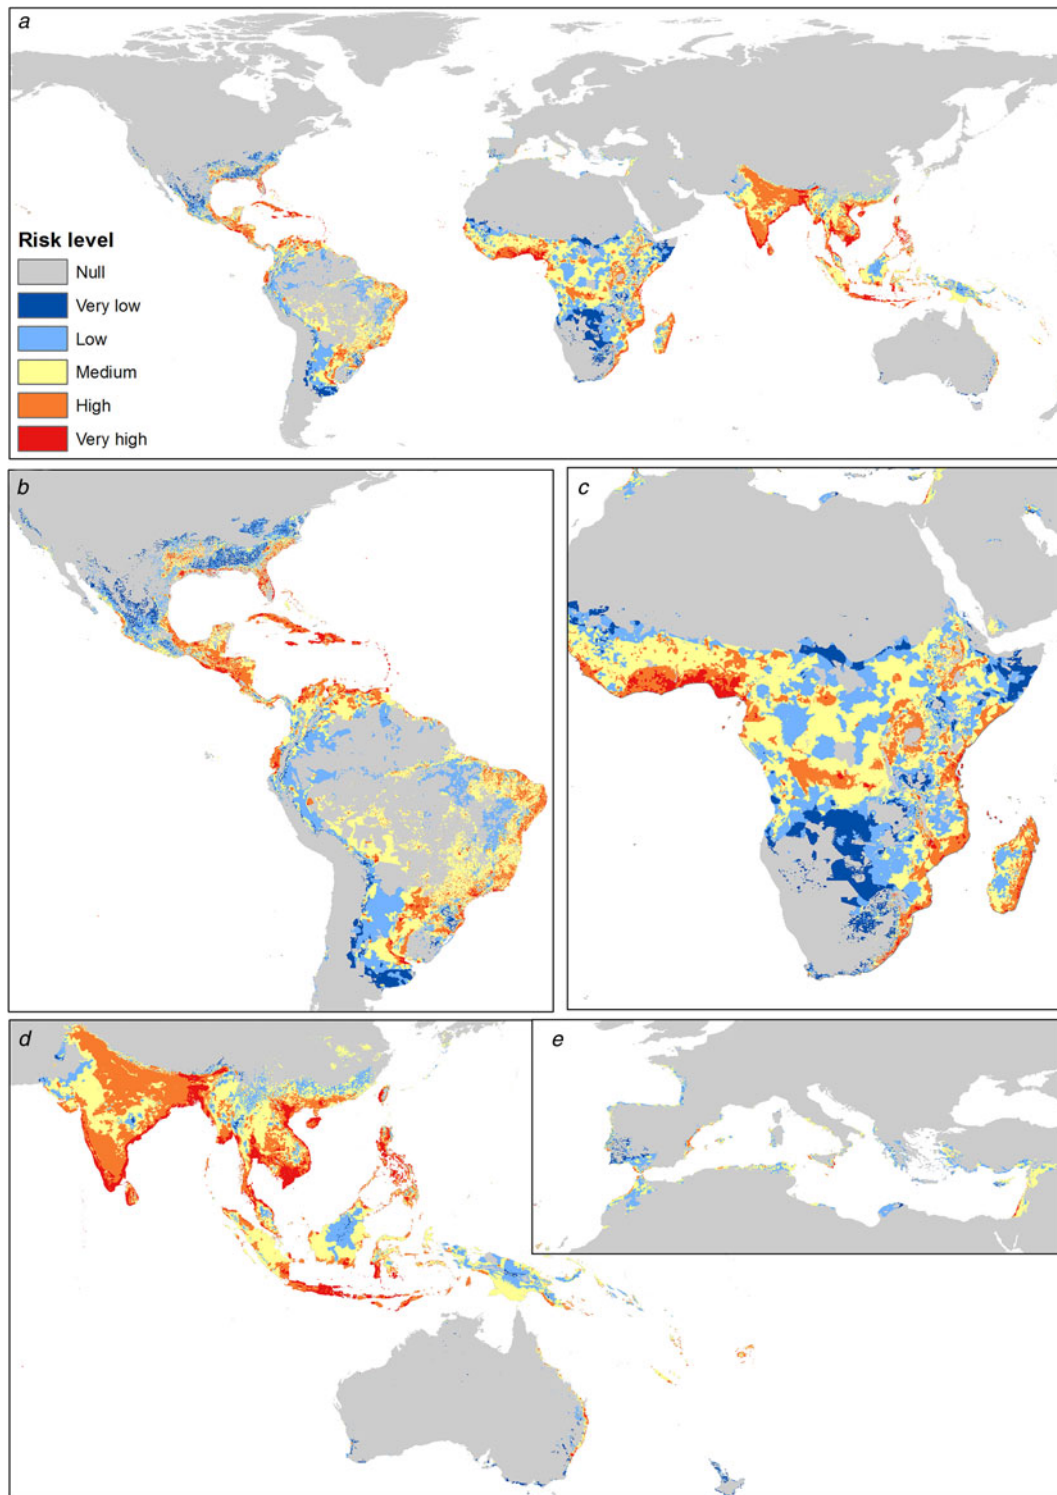 a
Risk level
Null
Very low
Low
Medium
High
Very high
b
c
d
e